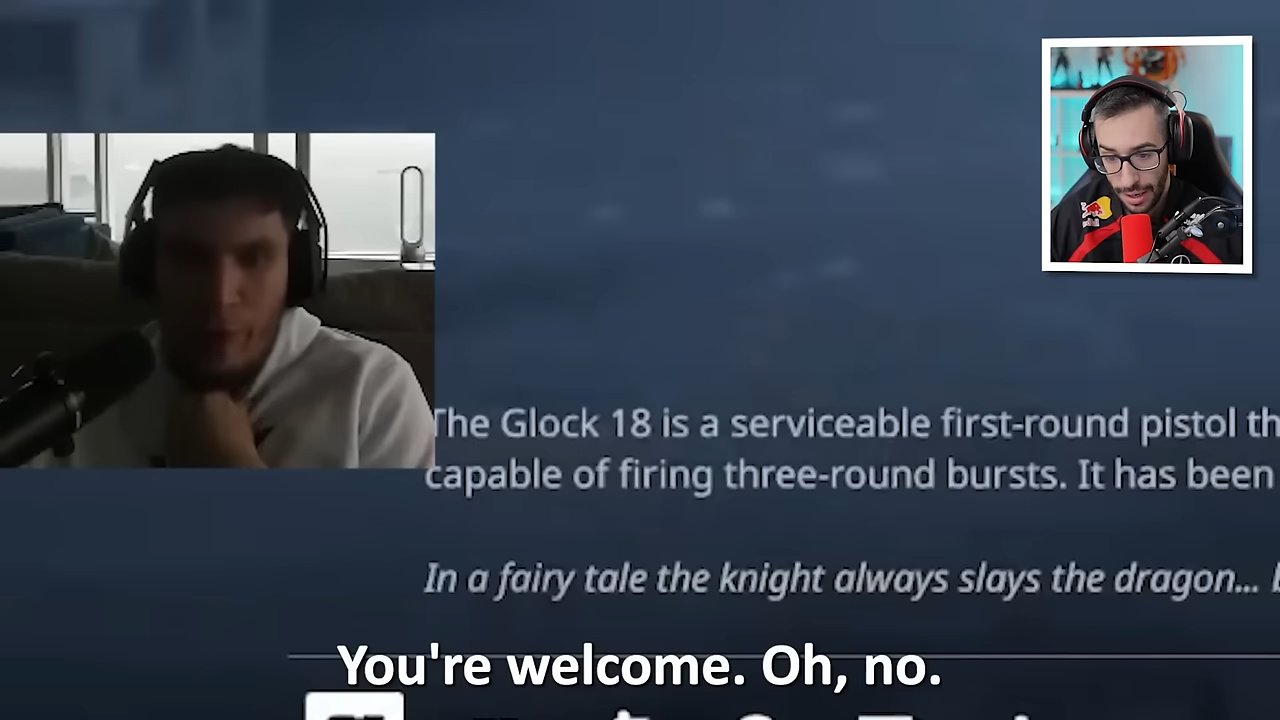 The Glock 18 is a serviceable first-round pistol th
capable of firing three-round bursts. It has been
In a fairy tale the knight always slays the dragon...
You're welcome. Oh, no.